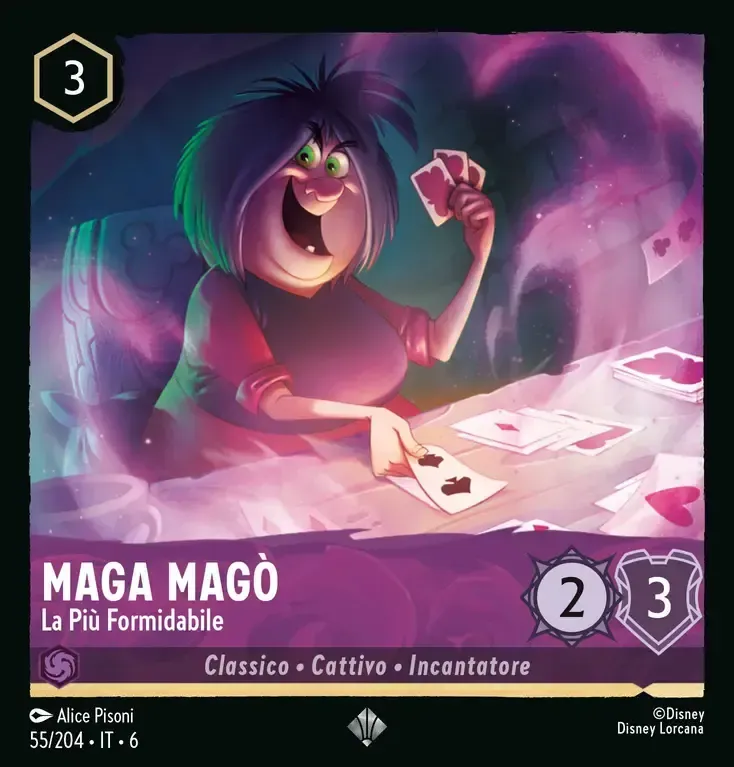 3
MAGA MAGÒ
La Più Formidabile
2
3
Classico • Cattivo • Incantatore
Alice Pisoni
©Disney
55/204 • IT • 6
Disney Lorcana